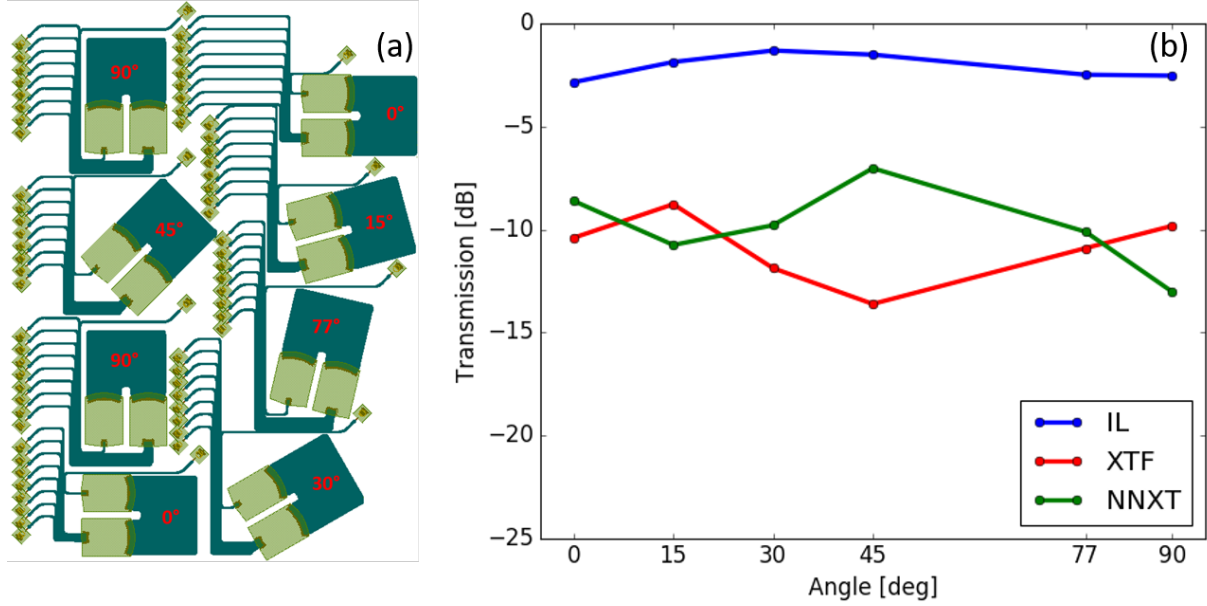 (a)
90°
0°
45°
15°
77°
90°
30°
0°
(b)
0
−5
−10
−15
−20
−25
Transmission [dB]
IL
XTF
NNXT
0 15 30 45 77 90
Angle [deg]